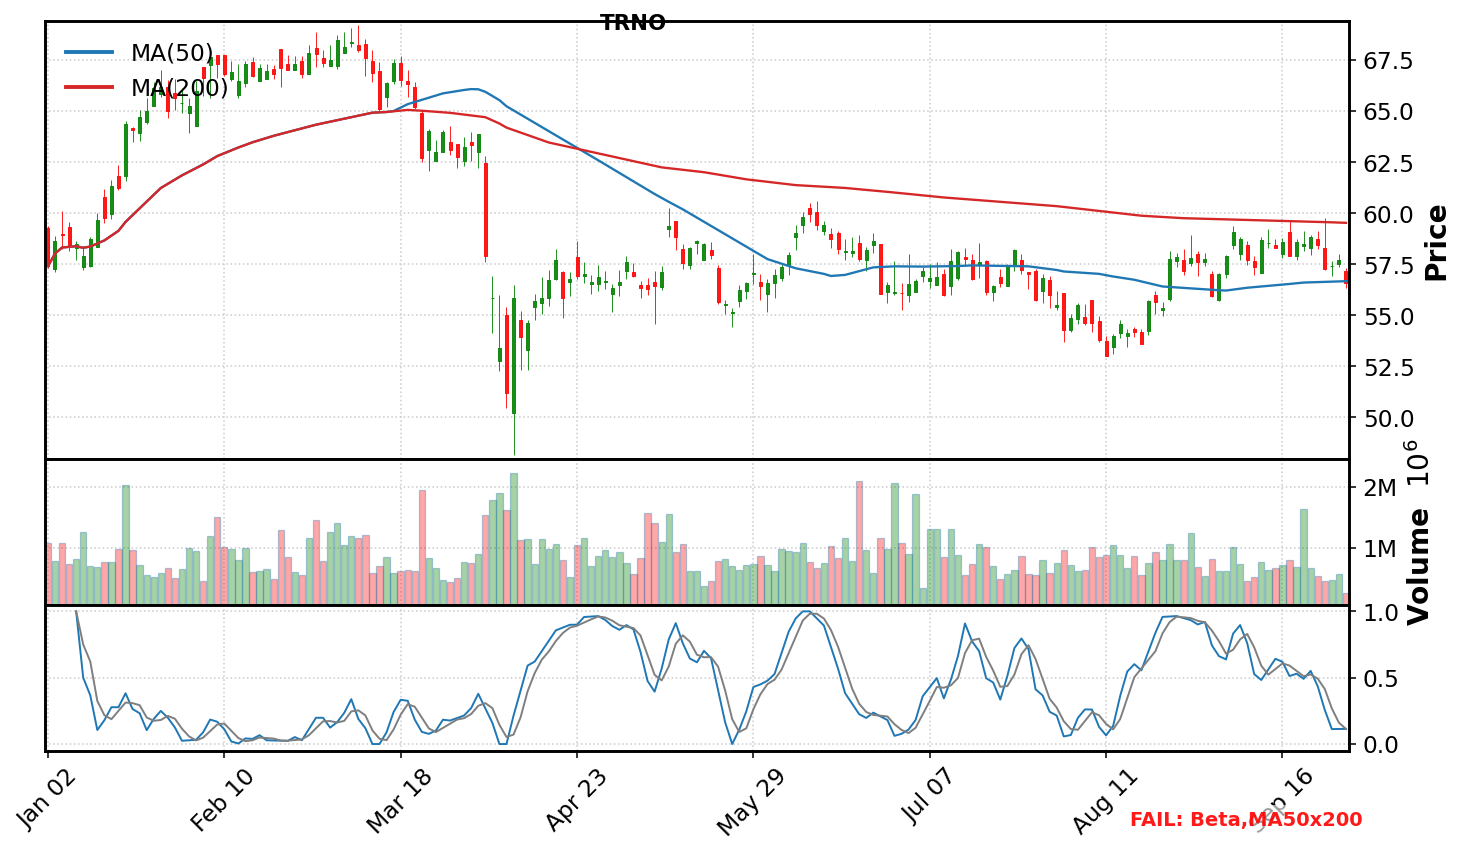 TRNO
MA(50)
MA(200)
67.5
65.0
62.5
60.0
57.5
55.0
52.5
50.0
Price
2M
1M
Volume 10^6
1.0
0.5
0.0
Jan 02
Feb 10
Mar 18
Apr 23
May 29
Jul 07
Aug 11
Sep 16
FAIL: Beta,MA50x200